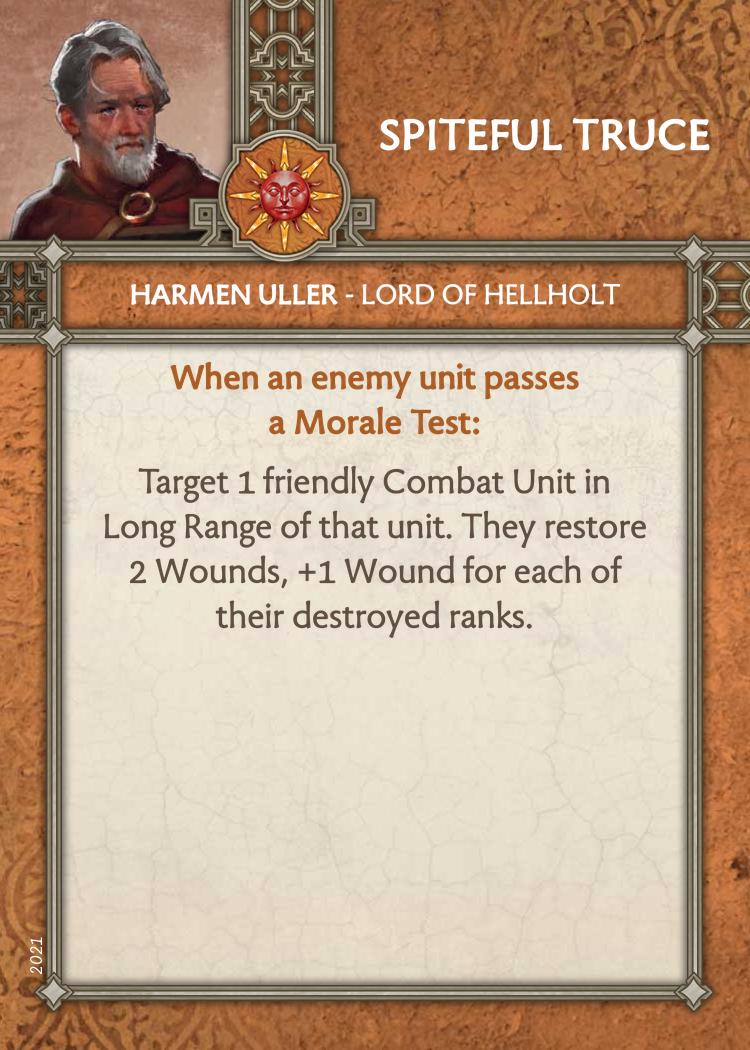 SPITEFUL TRUCE
HARMEN ULLER - LORD OF HELLHOLT
When an enemy unit passes
a Morale Test:
Target 1 friendly Combat Unit in
Long Range of that unit. They restore
2 Wounds, +1 Wound for each of
their destroyed ranks.
2021